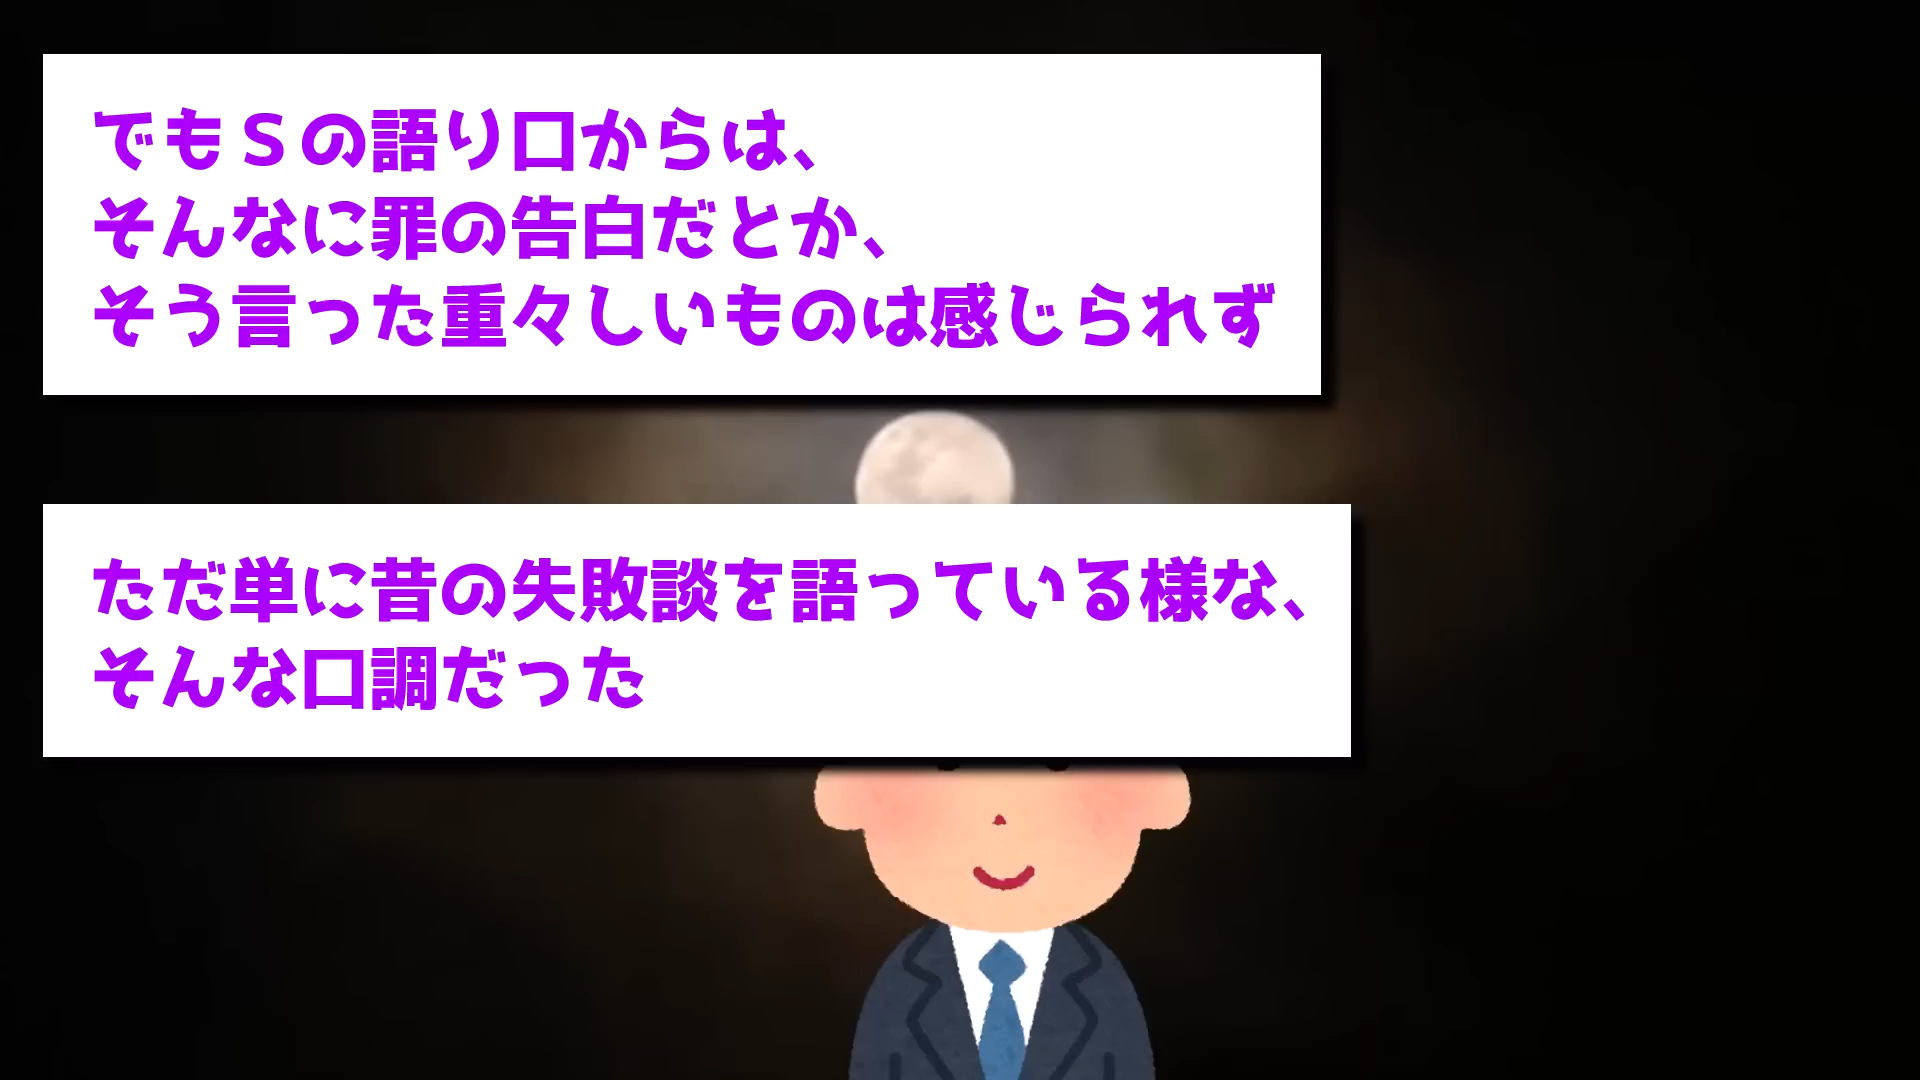 でもＳの語り口からは、
そんなに罪の告白だとか、
そう言った重々しいものは感じられず
ただ単に昔の失敗談を語っている様な、
そんな口調だった